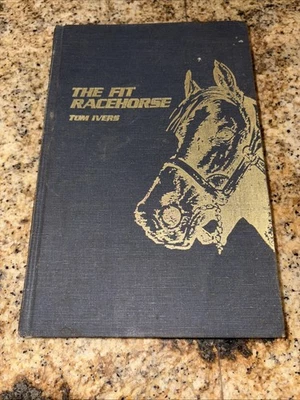 THE FIT
RACEHORSE
TOM IVERS